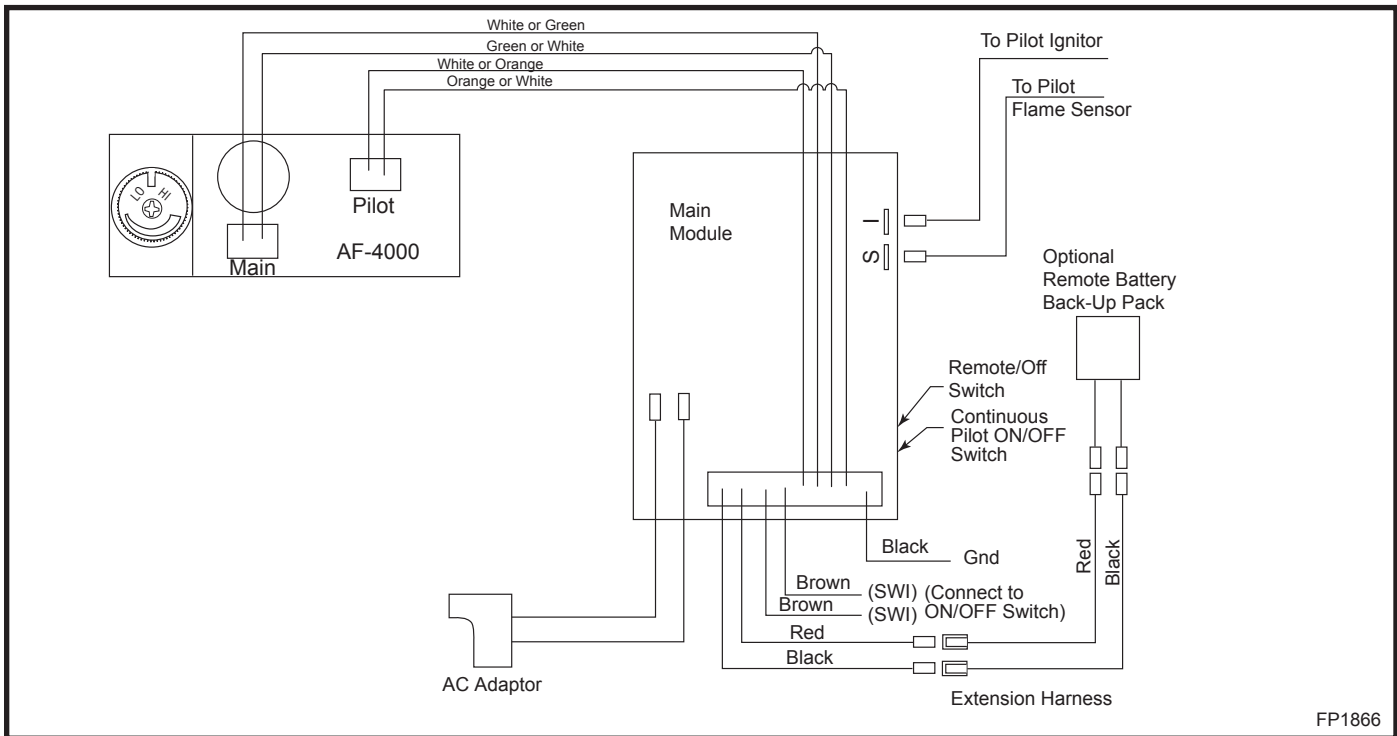 White or Green
Green or White
White or Orange
Orange or White
To Pilot Ignitor
To Pilot
Flame Sensor
LO HI
Pilot
Main
AF-4000
Main
Module
I
S
Optional
Remote Battery
Back-Up Pack
Remote/Off
Switch
Continuous
Pilot ON/OFF
Switch
Black Gnd
Brown (SWI) (Connect to
Brown (SWI) ON/OFF Switch)
Red
Black
Red
Black
AC Adaptor
Extension Harness
FP1866